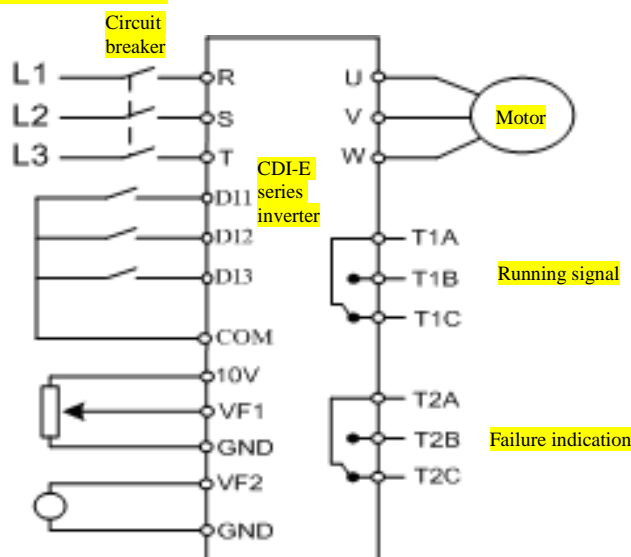 Circuit
breaker
L1
R
U
L2
S
V
Motor
L3
T
W
CDI-E
series
inverter
DI1
DI2
T1A
DI3
T1B
Running signal
T1C
COM
10V
VF1
T2A
GND
T2B
Failure indication
VF2
T2C
GND